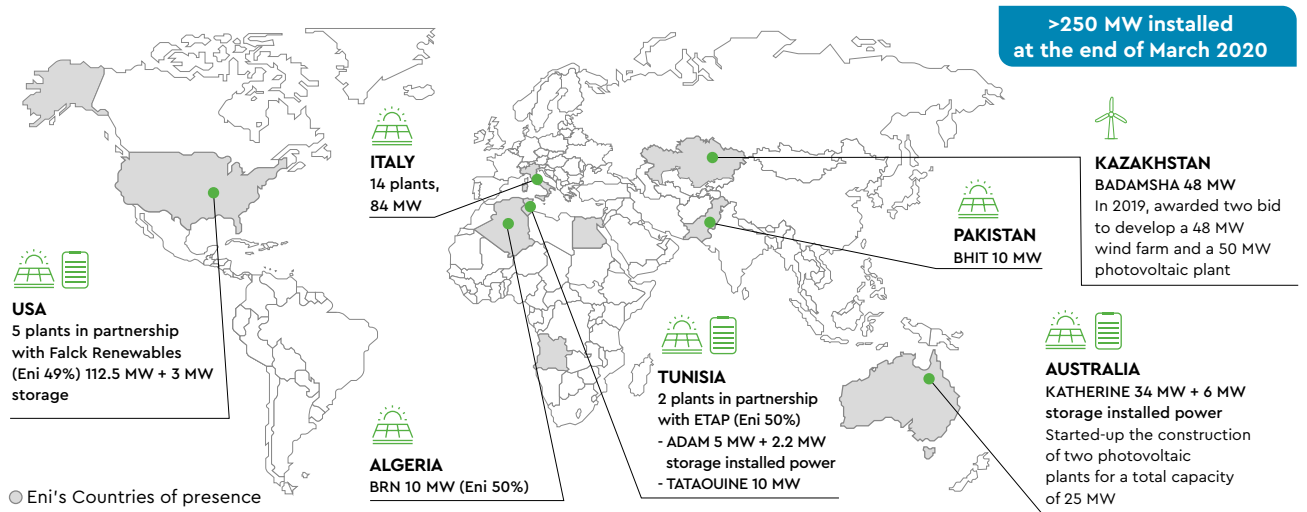 >250 MW installed
at the end of March 2020
ITALY
14 plants,
84 MW
KAZAKHSTAN
BADAMSHA 48 MW
In 2019, awarded two bid
to develop a 48 MW
wind farm and a 50 MW
photovoltaic plant
PAKISTAN
BHIT 10 MW
USA
5 plants in partnership
with Falck Renewables
(Eni 49%) 112.5 MW + 3 MW
storage
TUNISIA
2 plants in partnership
with ETAP (Eni 50%)
- ADAM 5 MW + 2.2 MW
storage installed power
- TATAOUINE 10 MW
AUSTRALIA
KATHERINE 34 MW + 6 MW
storage installed power
Started-up the construction
of two photovoltaic
plants for a total capacity
of 25 MW
ALGERIA
BRN 10 MW (Eni 50%)
Eni's Countries of presence